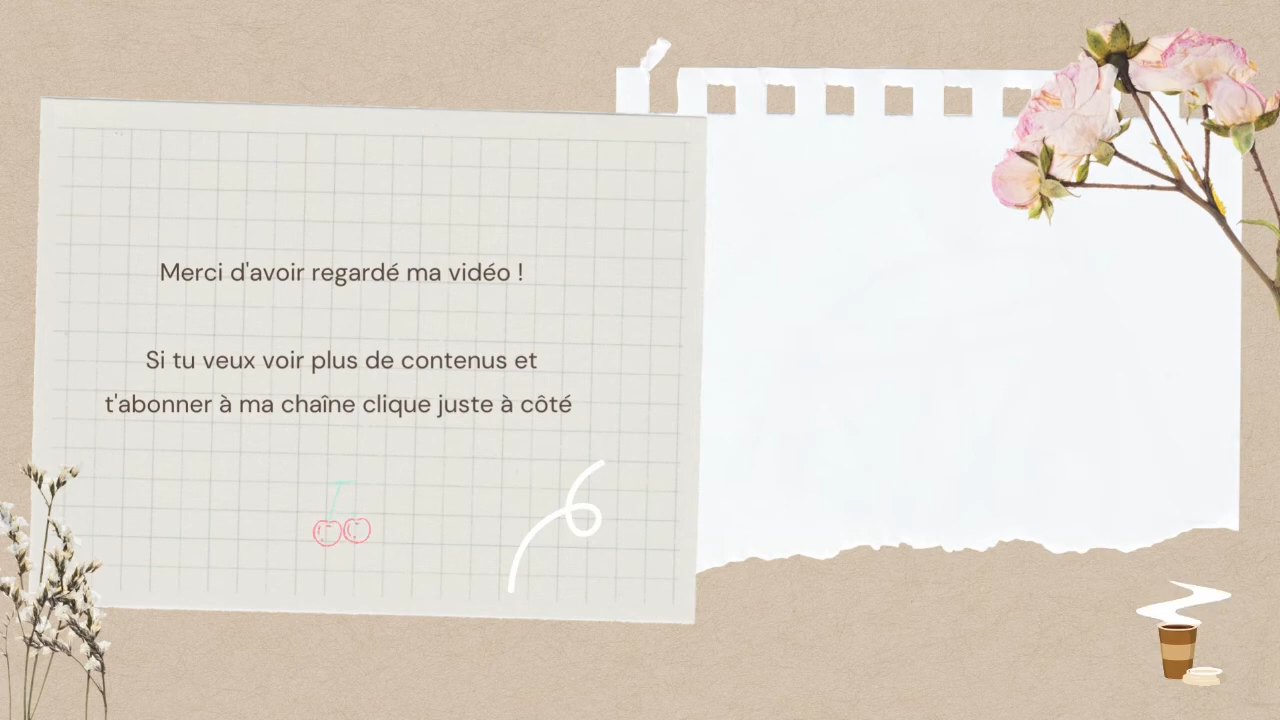 Merci d'avoir regardé ma vidéo !
Si tu veux voir plus de contenus et
t'abonner à ma chaîne clique juste à côté